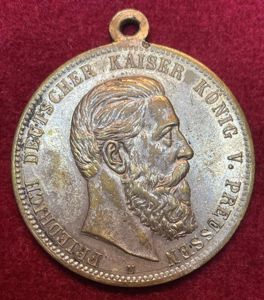 FRIEDRICH DEUTSCHER KAISER KÖNIG V. PREUSSEN